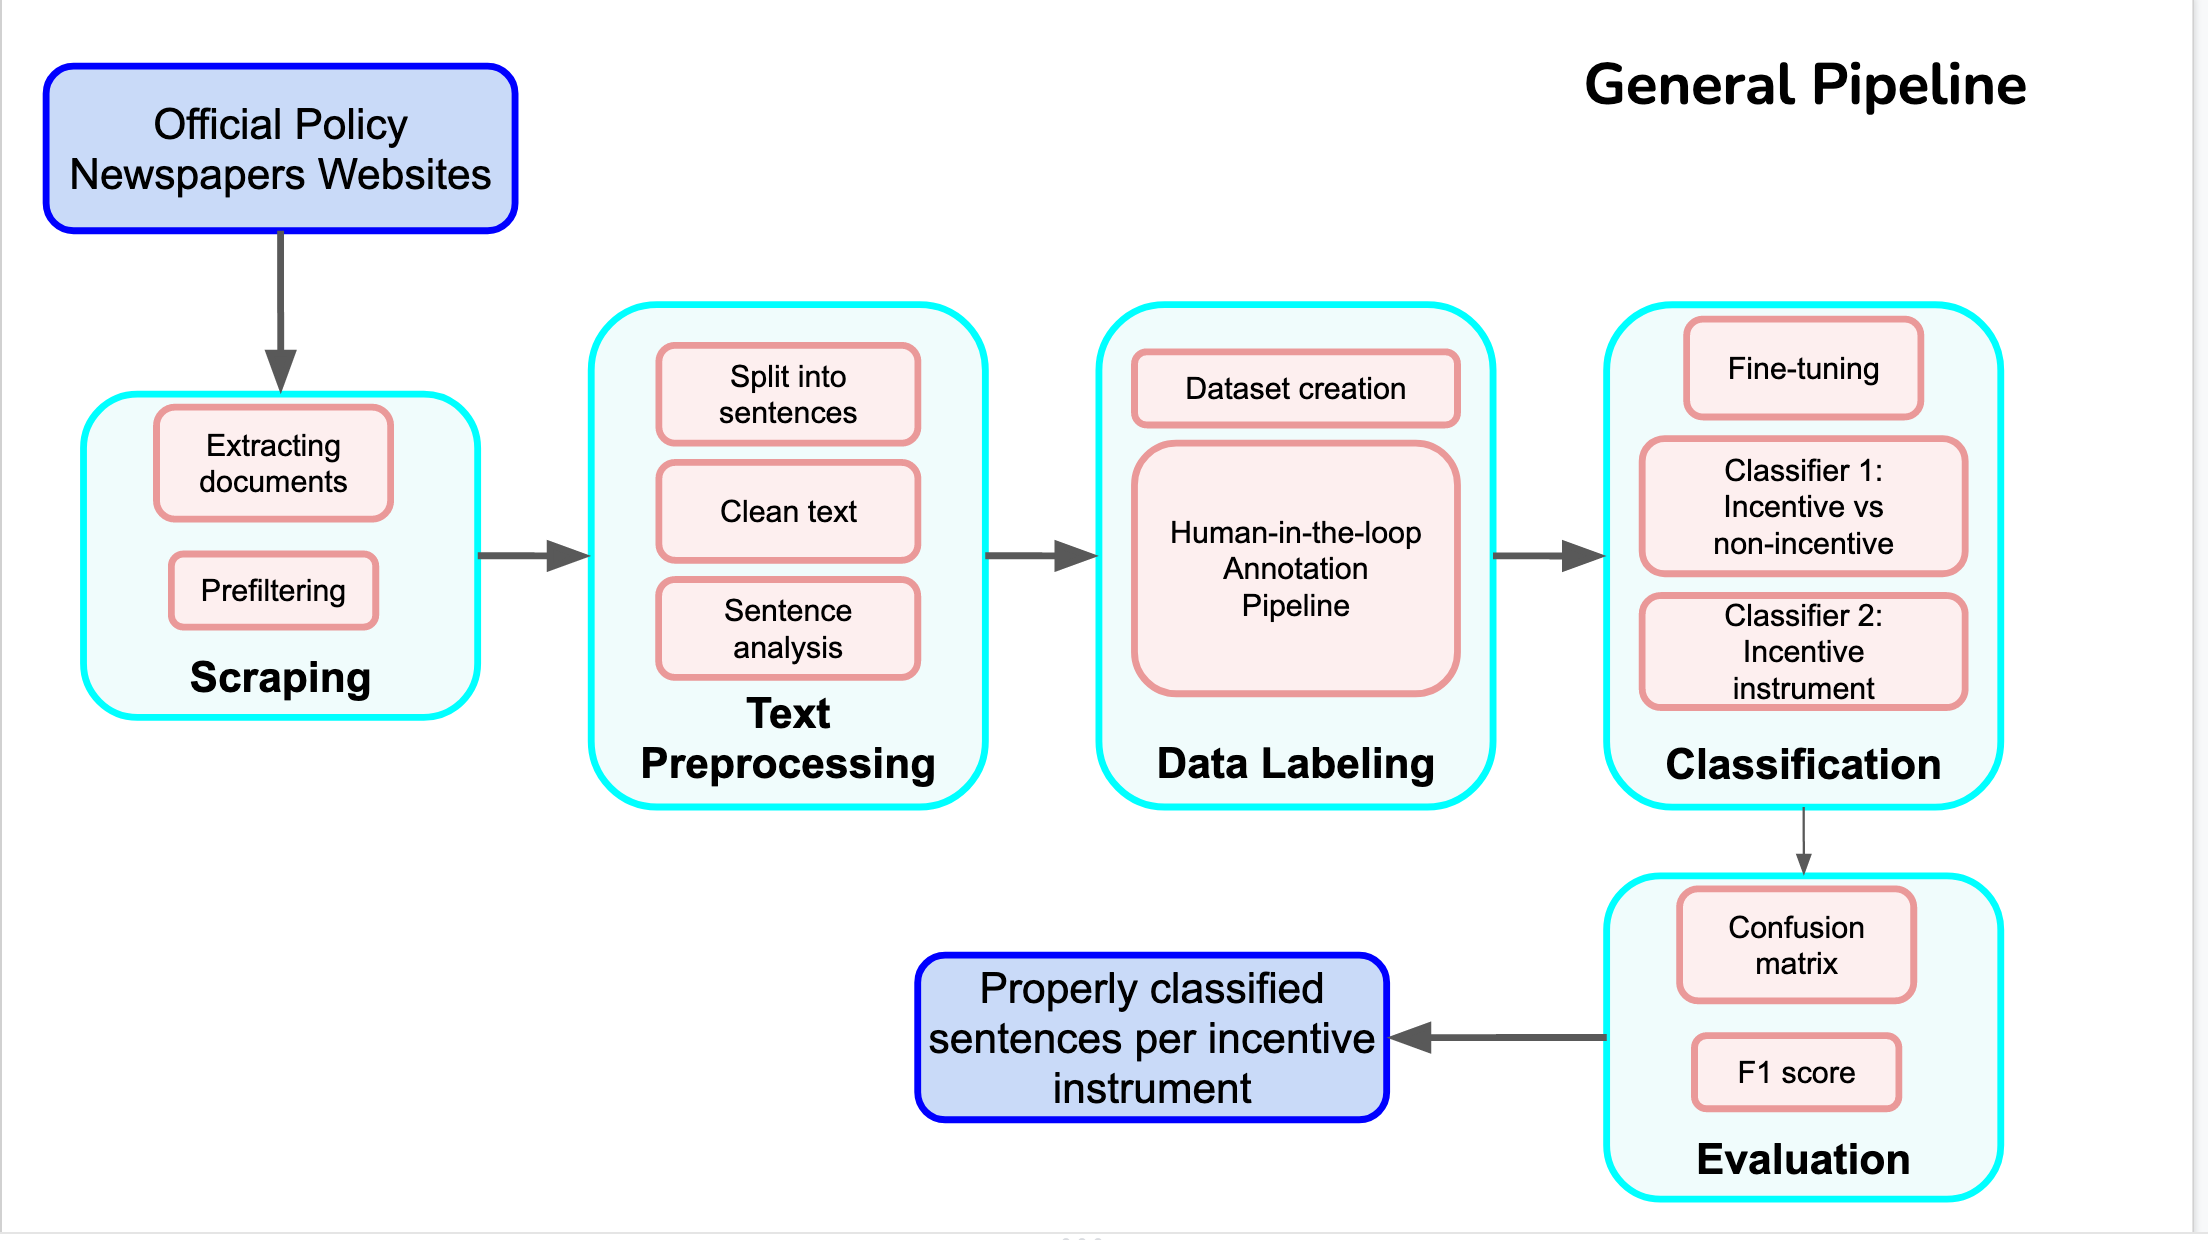 General Pipeline
Official Policy
Newspapers Websites
Extracting
documents
Prefiltering
Scraping
Split into
sentences
Clean text
Sentence
analysis
Text
Preprocessing
Dataset creation
Human-in-the-loop
Annotation
Pipeline
Data Labeling
Fine-tuning
Classifier 1:
Incentive vs
non-incentive
Classifier 2:
Incentive
instrument
Classification
Confusion
matrix
F1 score
Evaluation
Properly classified
sentences per incentive
instrument